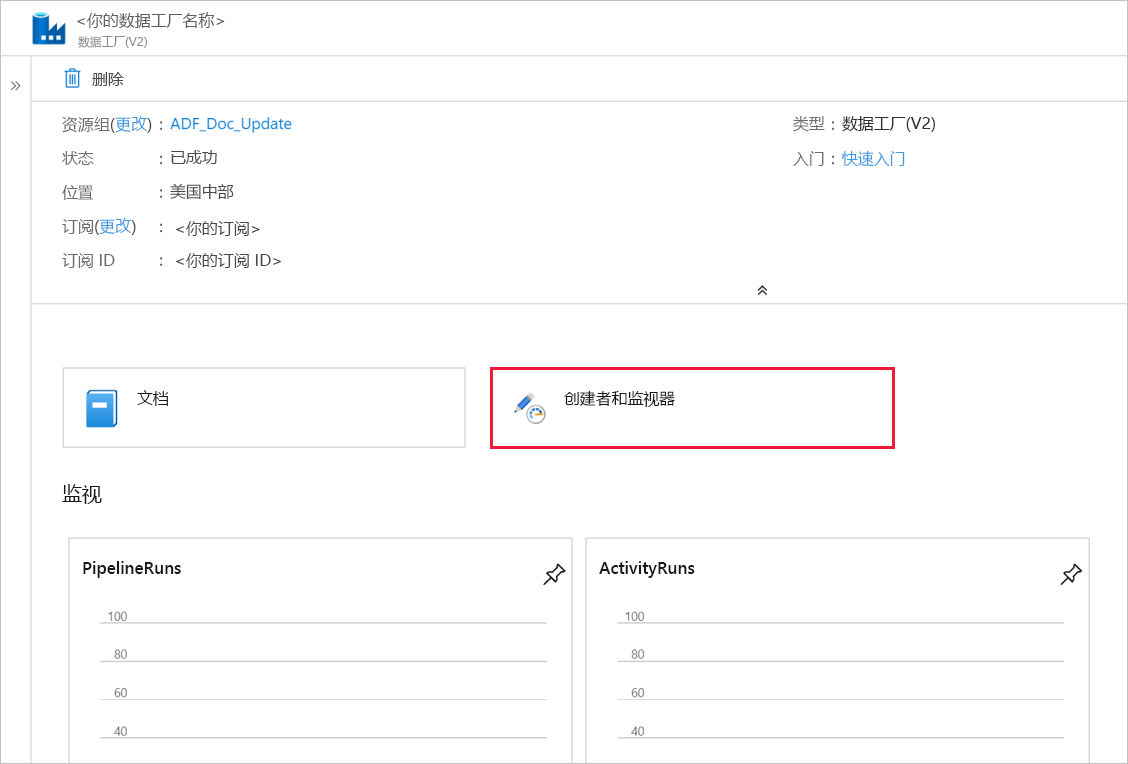 <你的数据工厂名称>
数据工厂(V2)
删除
资源组(更改) : ADF_Doc_Update
类型 : 数据工厂(V2)
状态 : 已成功
入门 : 快速入门
位置 : 美国中部
订阅(更改) : <你的订阅>
订阅 ID : <你的订阅 ID>
文档
创建者和监视器
监视
PipelineRuns
ActivityRuns
100
80
60
40
100
80
60
40